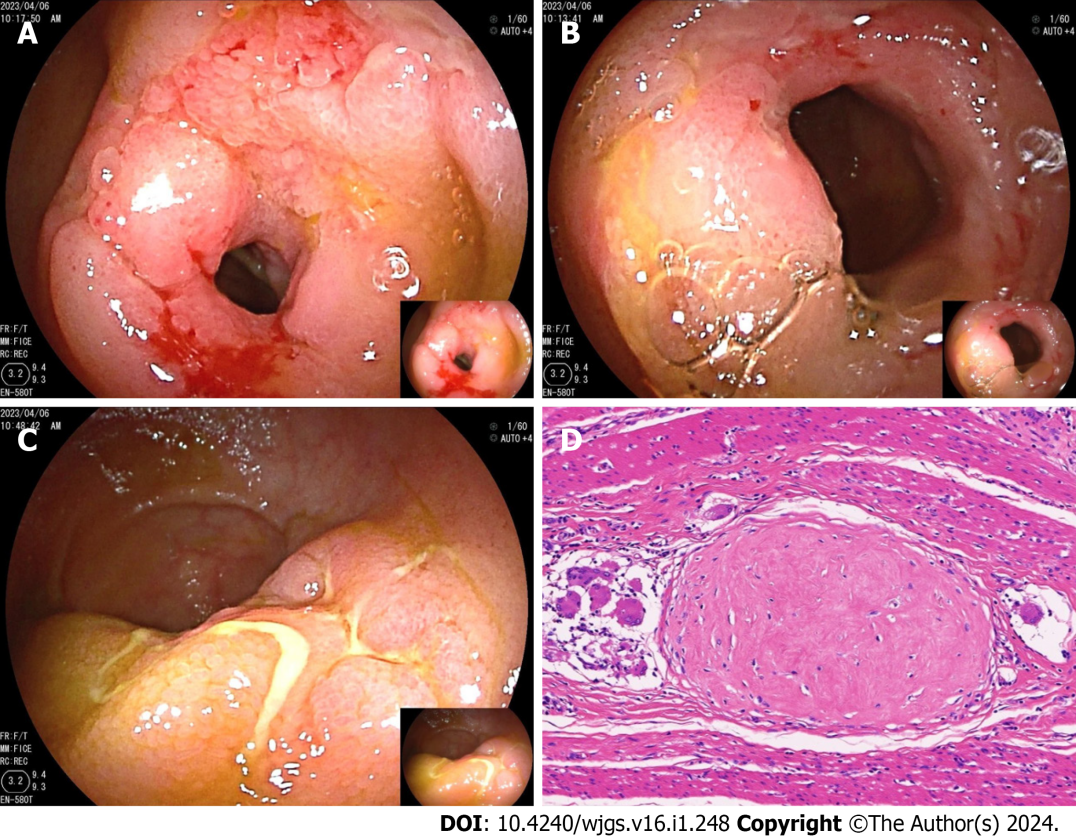 2023/04/06
10:17:50 AM
A
1/60
AUTO +4
FR:F/T
MM:FICE
RC:REC
3.2 9.4
9.3
EN-580T
2023/04/06
10:13:41 AM
B
1/60
AUTO +4
FR:F/T
MM:FICE
RC:REC
3.2 9.4
9.3
EN-580T
2023/04/06
10:48:42 AM
C
1/60
AUTO +4
FR:F/T
MM:FICE
RC:REC
3.2 9.4
9.3
EN-580T
D
DOI: 10.4240/wjgs.v16.i1.248 Copyright ©The Author(s) 2024.